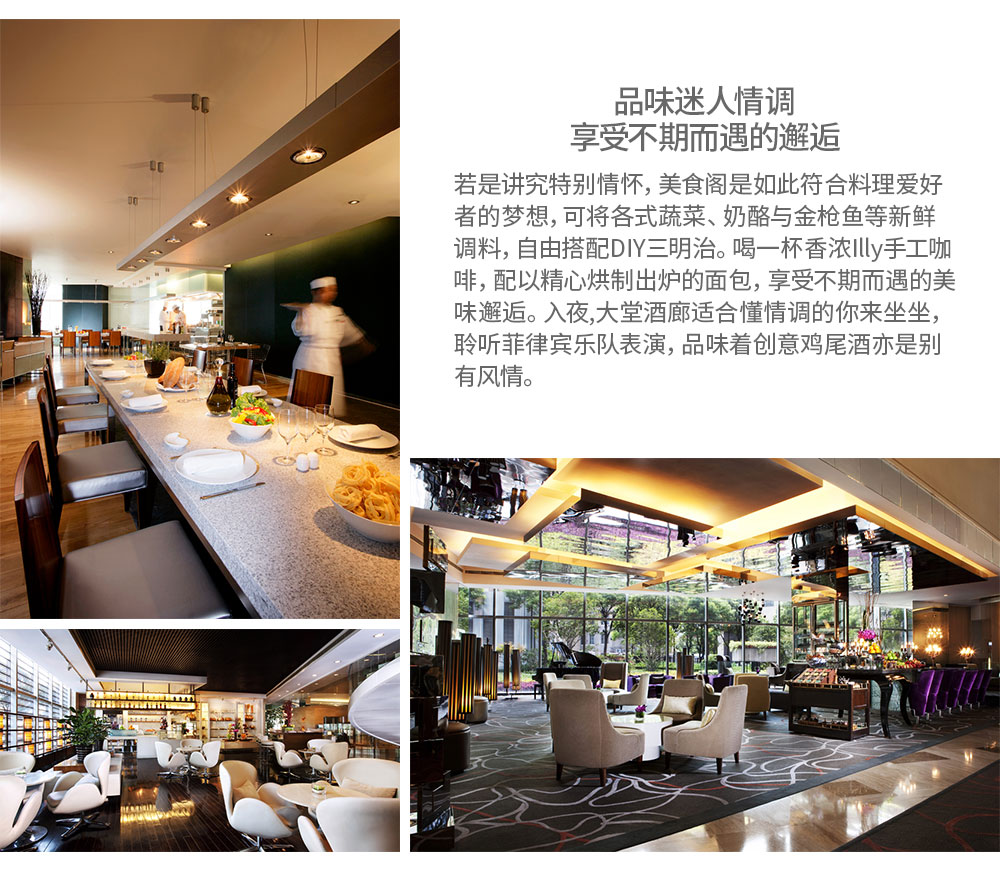 品味迷人情调
享受不期而遇的邂逅
若是讲究特别情怀，美食阁是如此符合料理爱好
者的梦想，可将各式蔬菜、奶酪与金枪鱼等新鲜
调料，自由搭配DIY三明治。喝一杯香浓Illy手工咖
啡，配以精心烘制出炉的面包，享受不期而遇的美
味邂逅。入夜,大堂酒廊适合懂情调的你来坐坐，
聆听菲律宾乐队表演，品味着创意鸡尾酒亦是别
有风情。